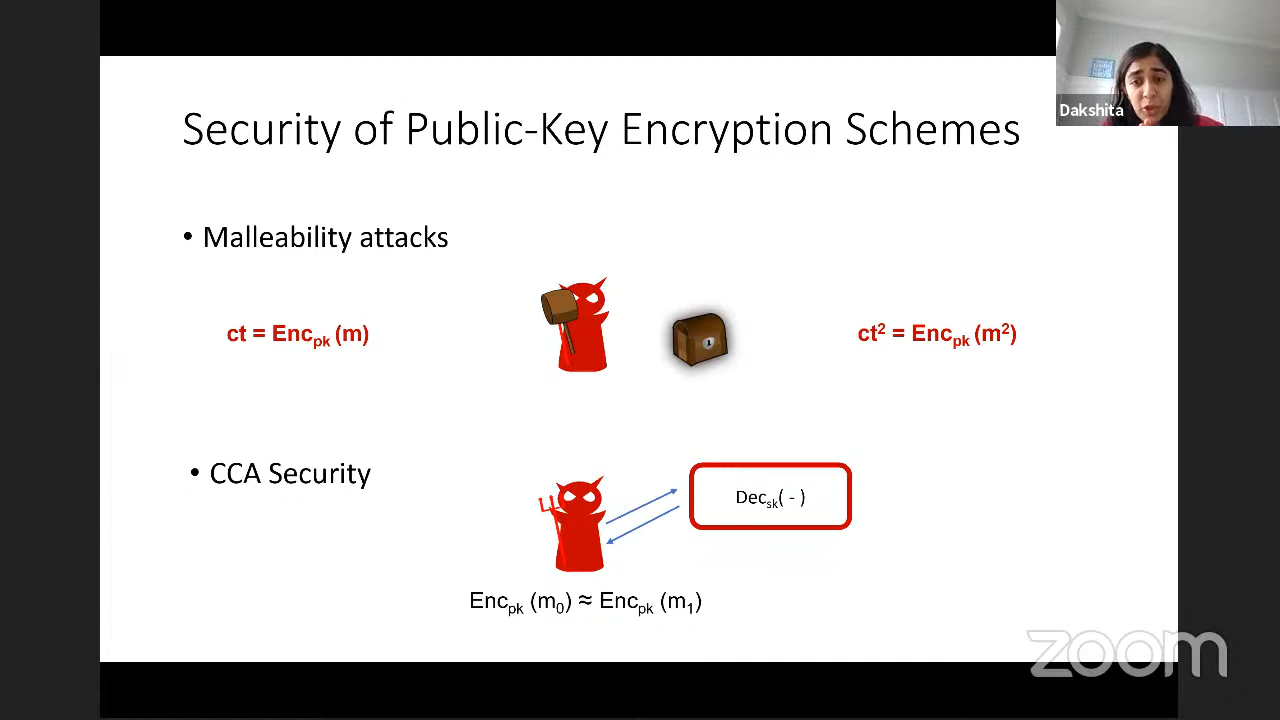 Dakshita
Security of Public-Key Encryption Schemes
• Malleability attacks
ct = Encpk (m)
ct² = Encpk (m²)
• CCA Security
Decsk( - )
Encpk (m₀) ≈ Encpk (m₁)
zoom